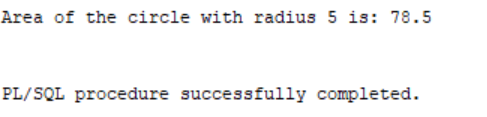 Area of the circle with radius 5 is: 78.5
PL/SQL procedure successfully completed.